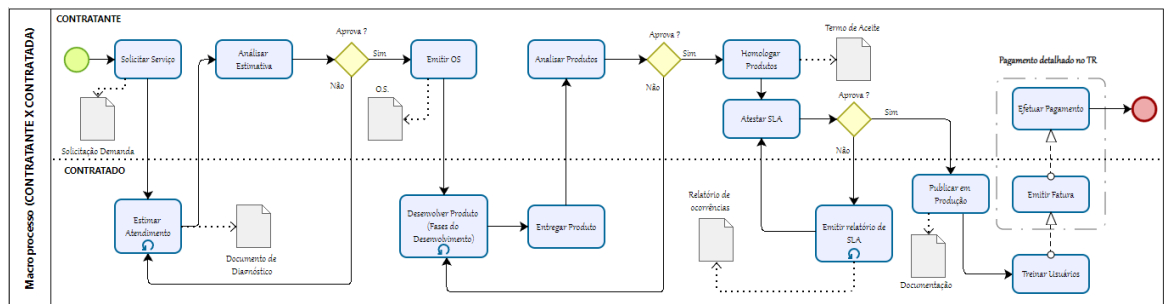 Macro processo (CONTRATANTE X CONTRATADA)
CONTRATANTE
Solicitar Serviço
Solicitação Demanda
Análisar
Estimativa
Aprova ?
Sim
Não
Emitir OS
O.S.
Analisar Produtos
Aprova ?
Sim
Não
Homologar
Produtos
Termo de
Aceite
Atestar SLA
Aprova ?
Sim
Não
Pagamento detalhado no TR
Efetuar Pagamento
CONTRATADO
Estimar
Atendimento
Documento de
Diagnóstico
Desenvolver Produto
(Fases do
Desenvolvimento)
Entregar Produto
Relatório de
ocorrências
Emitir relatório de
SLA
Publicar em
Produção
Documentação
Emitir Fatura
Treinar Usuários